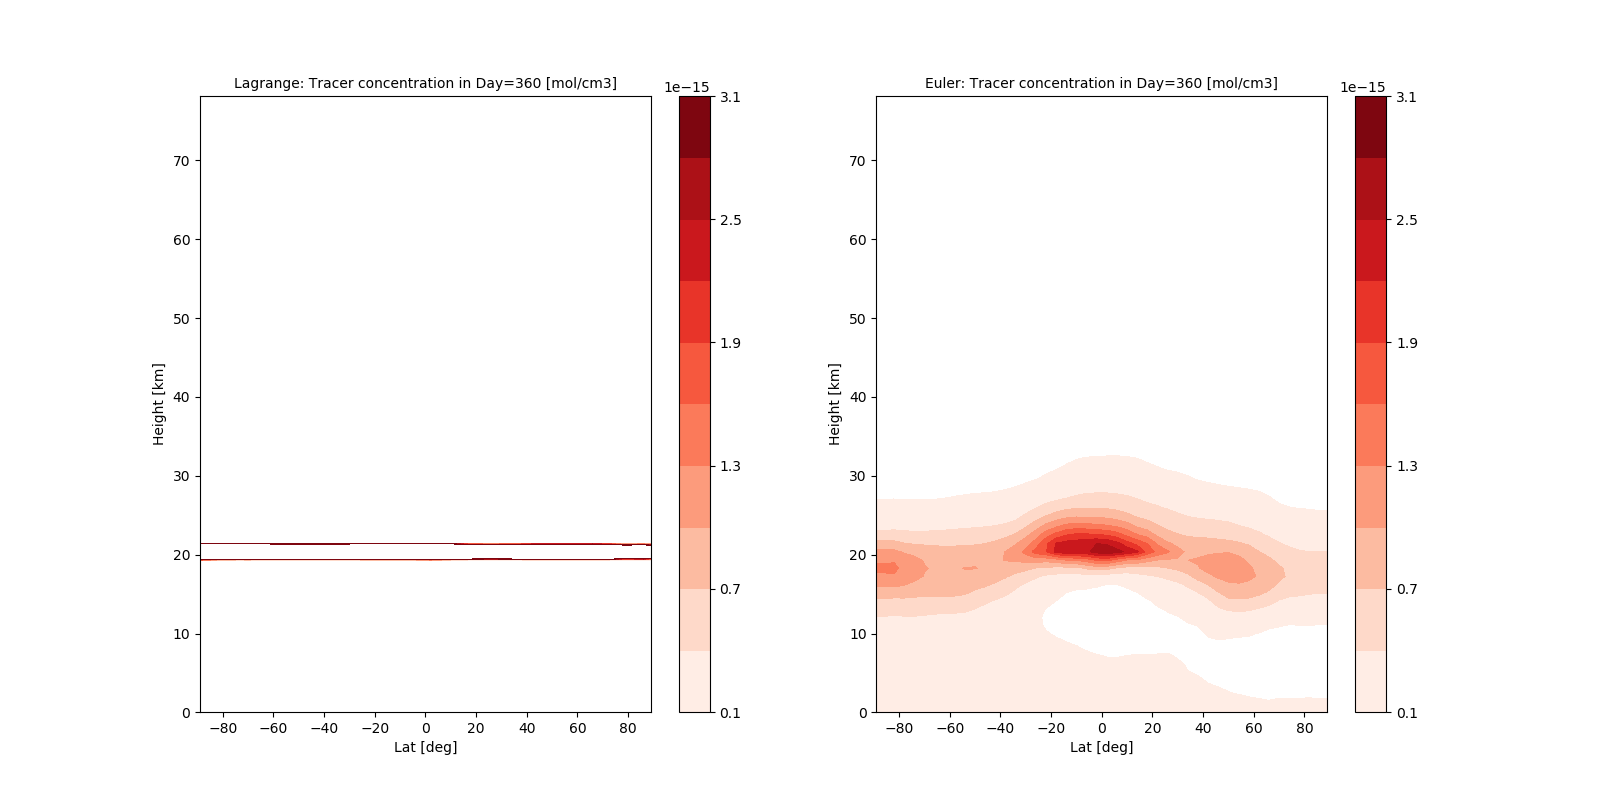 Lagrange: Tracer concentration in Day=360 [mol/cm3]
1e−15
3.1
2.5
1.9
1.3
0.7
0.1
70
60
50
40
30
20
10
0
Height [km]
−80 −60 −40 −20 0 20 40 60 80
Lat [deg]
Euler: Tracer concentration in Day=360 [mol/cm3]
1e−15
3.1
2.5
1.9
1.3
0.7
0.1
70
60
50
40
30
20
10
0
Height [km]
−80 −60 −40 −20 0 20 40 60 80
Lat [deg]